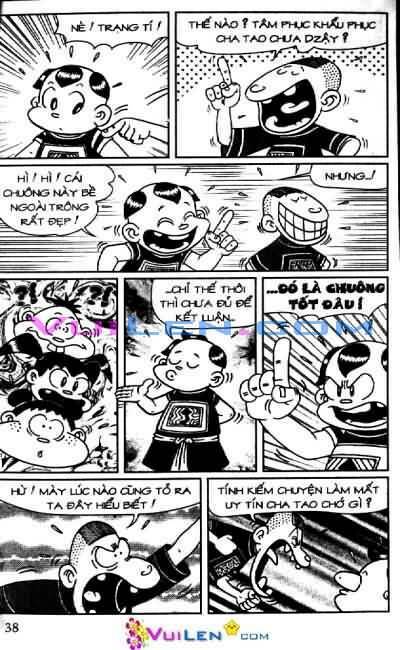 NÈ! TRẠNG TÍ!
THẾ NÀO? TÂM PHỤC KHẨU PHỤC
CHA TAO CHƯA DZẬY?
HÌ! HÌ! CÁI
CHUÔNG NÀY BỀ
NGOÀI TRÔNG
RẤT ĐẸP!
NHƯNG..!
?!
?!
..CHỈ THẾ THÔI
THÌ CHƯA ĐỦ ĐỂ
KẾT LUẬN..
...ĐÓ LÀ CHUÔNG
TỐT ĐÂU!
VUILEN.COM
HỪ! MÀY LÚC NÀO CŨNG TỎ RA
TA ĐÂY HIỂU BIẾT!
TÍNH KIẾM CHUYỆN LÀM MẤT
UY TÍN CHA TAO CHỚ GÌ?
38
VUILEN.COM